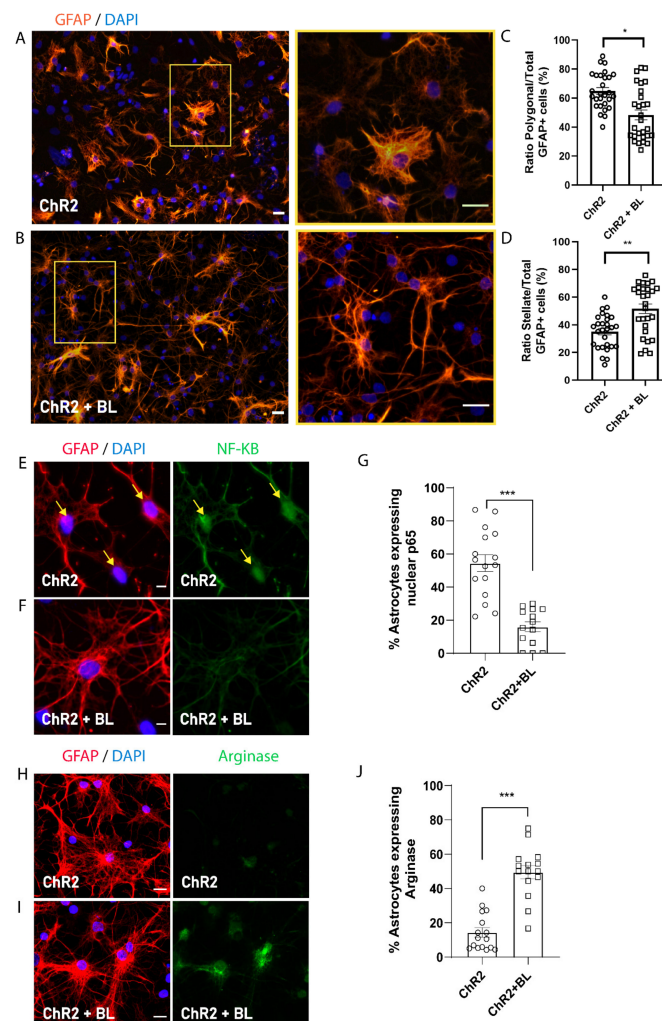 GFAP / DAPI
A
ChR2
B
ChR2 + BL
C
Ratio Polygonal/Total
GFAP+ cells (%)
100
80
60
40
20
0
*
ChR2
ChR2 + BL
D
Ratio Stellate/Total
GFAP+ cells (%)
100
80
60
40
20
0
**
ChR2
ChR2 + BL
GFAP / DAPI
NF-KB
E
ChR2
ChR2
F
ChR2 + BL
ChR2 + BL
G
% Astrocytes expressing
nuclear p65
100
80
60
40
20
0
***
ChR2
ChR2+BL
GFAP / DAPI
Arginase
H
ChR2
ChR2
I
ChR2 + BL
ChR2 + BL
J
% Astrocytes expressing
Arginase
100
80
60
40
20
0
***
ChR2
ChR2+BL